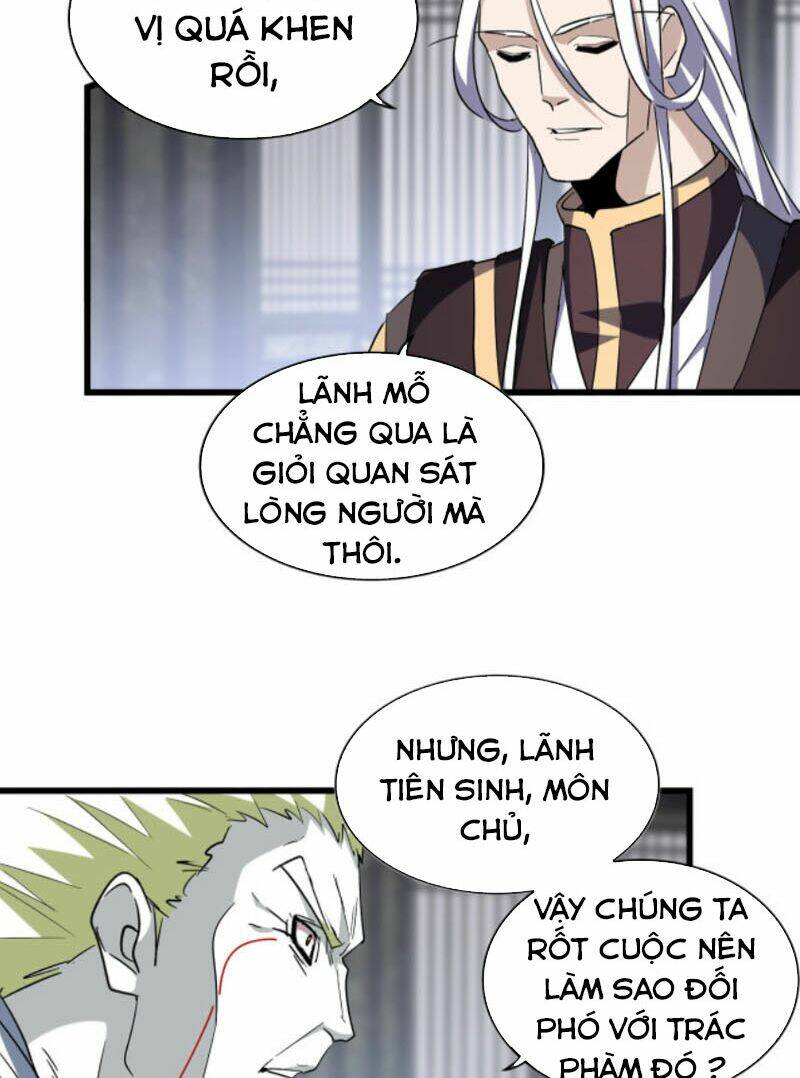 VỊ QUÁ KHEN
RỒI,
LÃNH MỖ
CHẲNG QUA LÀ
GIỎI QUAN SÁT
LÒNG NGƯỜI MÀ
THÔI.
NHƯNG, LÃNH
TIÊN SINH, MÔN
CHỦ,
VẬY CHÚNG TA
RỐT CUỘC NÊN
LÀM SAO ĐỐI
PHÓ VỚI TRÁC
PHÀM ĐÓ ?